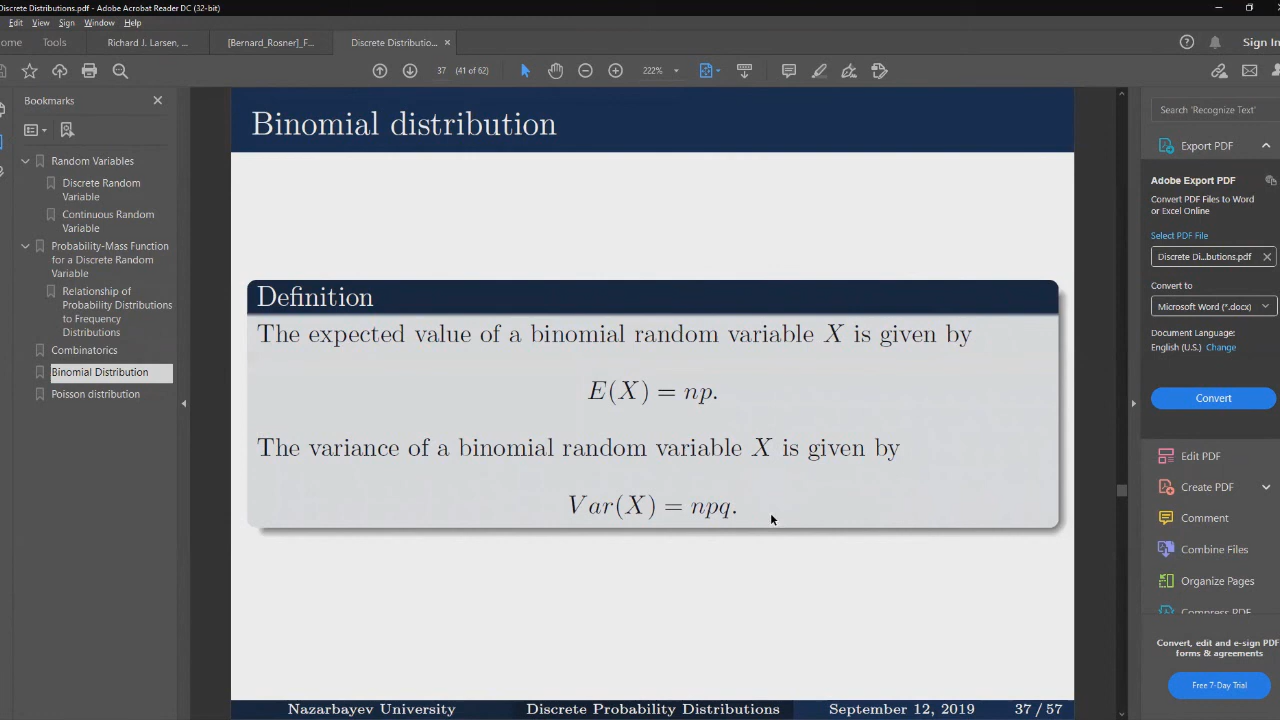 Discrete Distributions.pdf - Adobe Acrobat Reader DC (32-bit)
Edit View Sign Window Help
Tools
Richard J. Larsen, ...
[Bernard_Rosner]_F...
Discrete Distributio... ×
Sign In
37 (41 of 62)
222%
Bookmarks
Random Variables
Discrete Random
Variable
Continuous Random
Variable
Probability-Mass Function
for a Discrete Random
Variable
Relationship of
Probability Distributions
to Frequency
Distributions
Combinatorics
Binomial Distribution
Poisson distribution
Binomial distribution
Definition
The expected value of a binomial random variable X is given by
E(X) = np.
The variance of a binomial random variable X is given by
Var(X) = npq.
Nazarbayev University Discrete Probability Distributions September 12, 2019 37 / 57
Search 'Recognize Text'
Export PDF
Adobe Export PDF
Convert PDF Files to Word
or Excel Online
Select PDF File
Discrete Di...butions.pdf ×
Convert to
Microsoft Word (*.docx)
Document Language:
English (U.S.) Change
Convert
Edit PDF
Create PDF
Comment
Combine Files
Organize Pages
Compress PDF
Convert, edit and e-sign PDF
forms & agreements
Free 7-Day Trial